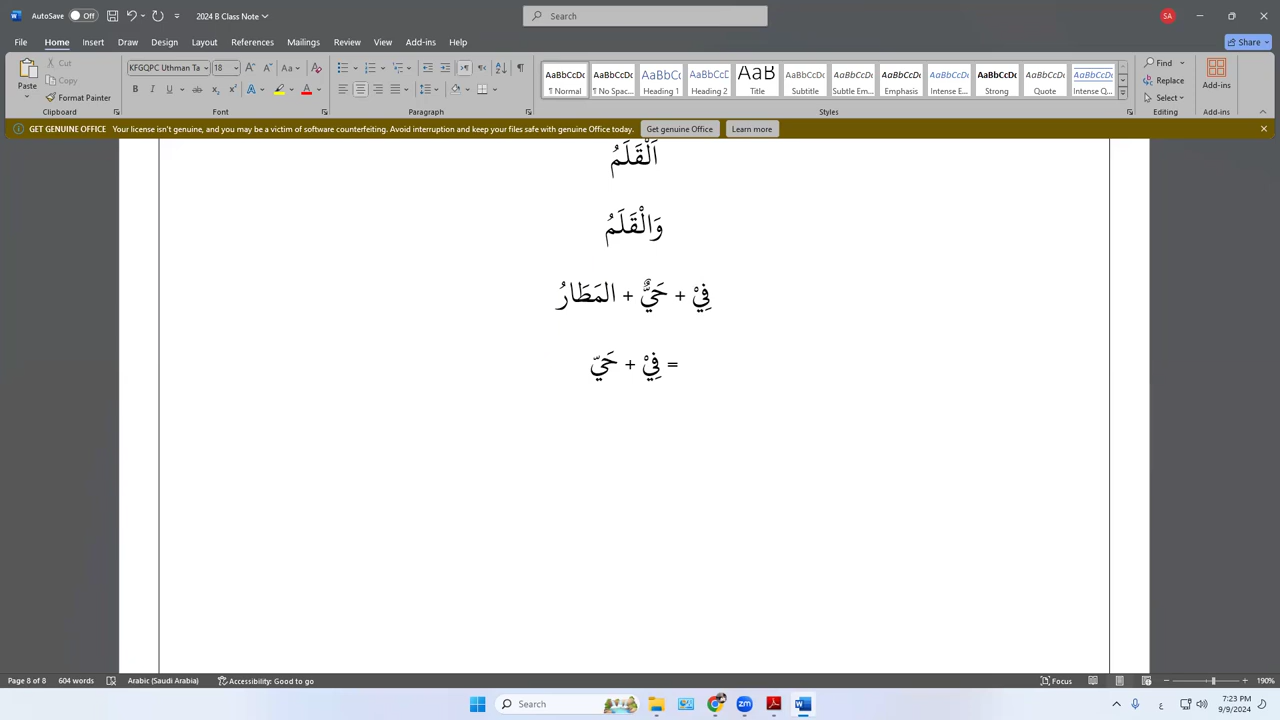 AutoSave Off 2024 B Class Note Search SA
File Home Insert Draw Design Layout References Mailings Review View Add-ins Help Share
Paste Cut Copy Format Painter Clipboard
KFGQPC Uthman Ta 18 Font
Paragraph
AaBbCcDc ¶ Normal AaBbCcDc ¶ No Spac... AaBbCc Heading 1 AaBbCcD Heading 2 AaB Title AaBbCcD Subtitle AaBbCcDc Subtle Em... AaBbCcDc Emphasis AaBbCcDc Intense E... AaBbCcDc Strong AaBbCcDc Quote AaBbCcDc Intense Q... Styles
Find Replace Select Editing
Add-ins Add-ins
GET GENUINE OFFICE Your license isn't genuine, and you may be a victim of software counterfeiting. Avoid interruption and keep your files safe with genuine Office today. Get genuine Office Learn more
اَلْقَلَمُ
وَالْقَلَمُ
فِيْ + حَيٌّ + المَطَارُ
= فِيْ + حَيّ
Page 8 of 8 604 words Arabic (Saudi Arabia) Accessibility: Good to go Focus 190%
Search 7:23 PM
9/9/2024